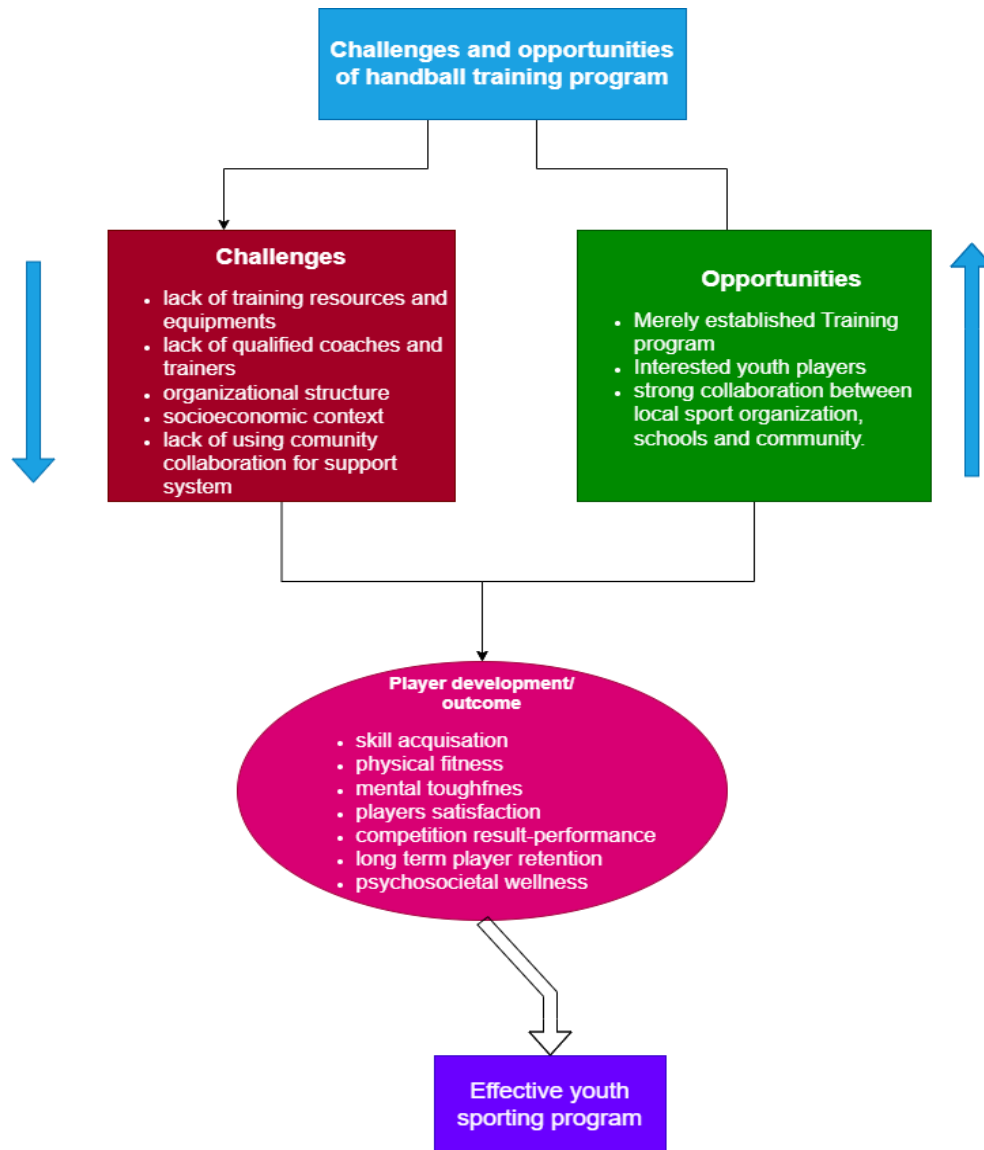 Challenges and opportunities
of handball training program
Challenges
• lack of training resources and
equipments
• lack of qualified coaches and
trainers
• organizational structure
• socioeconomic context
• lack of using comunity
collaboration for support
system
Opportunities
• Merely established Training
program
• Interested youth players
• strong collaboration between
local sport organization,
schools and community.
Player development/
outcome
• skill acquisation
• physical fitness
• mental toughfnes
• players satisfaction
• competition result-performance
• long term player retention
• psychosocietal wellness
Effective youth
sporting program